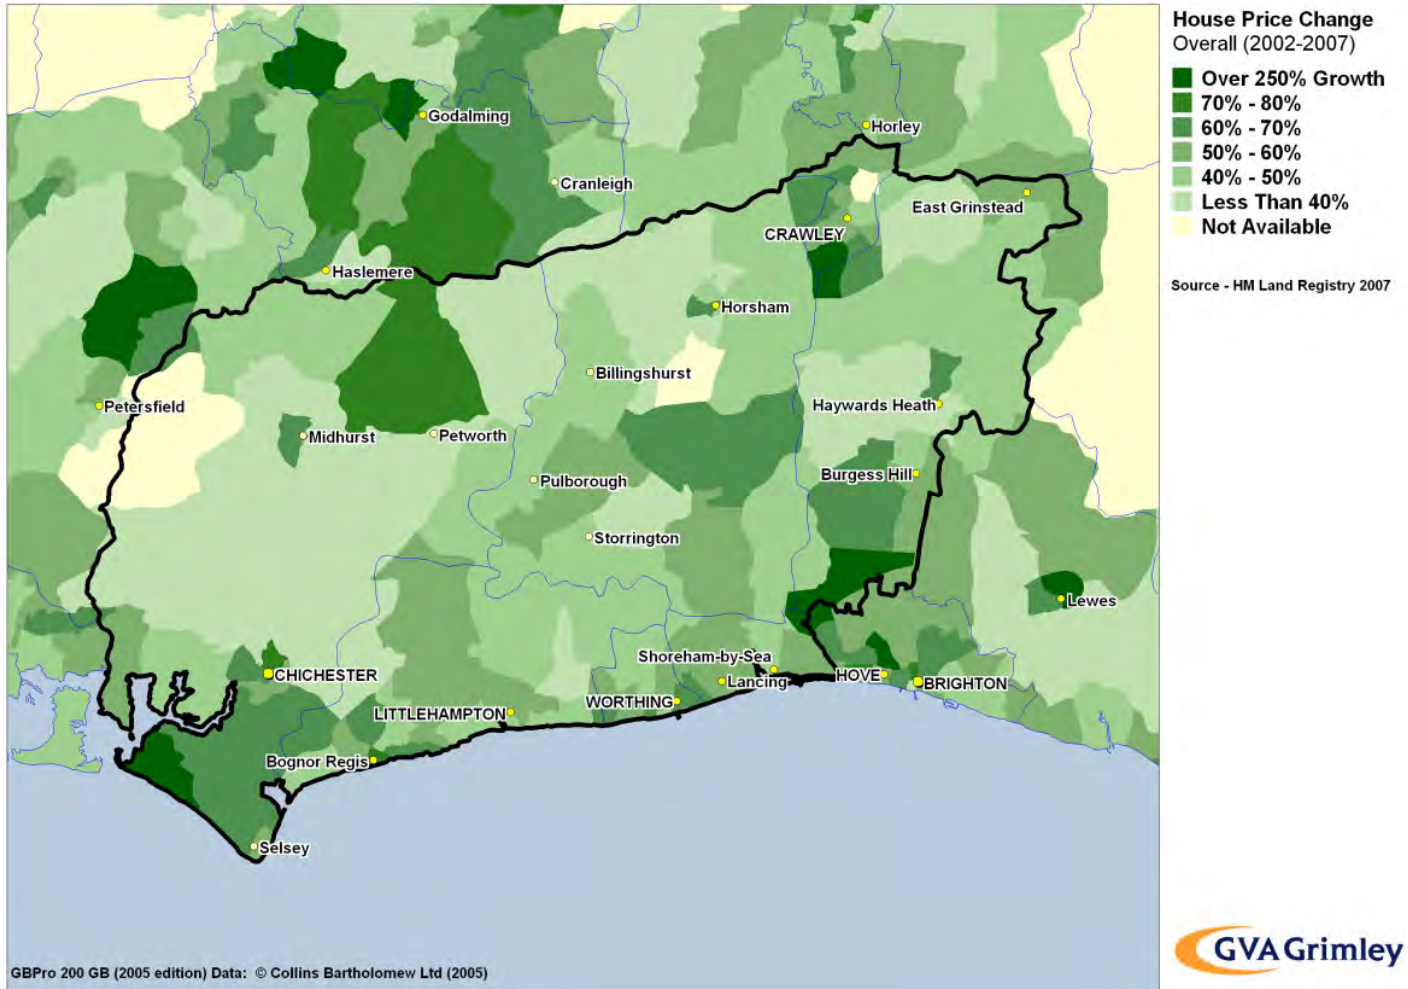 House Price Change
Overall (2002-2007)
Over 250% Growth
70% - 80%
60% - 70%
50% - 60%
40% - 50%
Less Than 40%
Not Available
Source - HM Land Registry 2007
Godalming
Horley
Cranleigh
East Grinstead
CRAWLEY
Haslemere
Horsham
Billingshurst
Petersfield
Haywards Heath
Midhurst
Petworth
Burgess Hill
Pulborough
Storrington
Lewes
Shoreham-by-Sea
CHICHESTER
Lancing
HOVE
BRIGHTON
WORTHING
LITTLEHAMPTON
Bognor Regis
Selsey
GVA Grimley
GBPro 200 GB (2005 edition) Data: © Collins Bartholomew Ltd (2005)